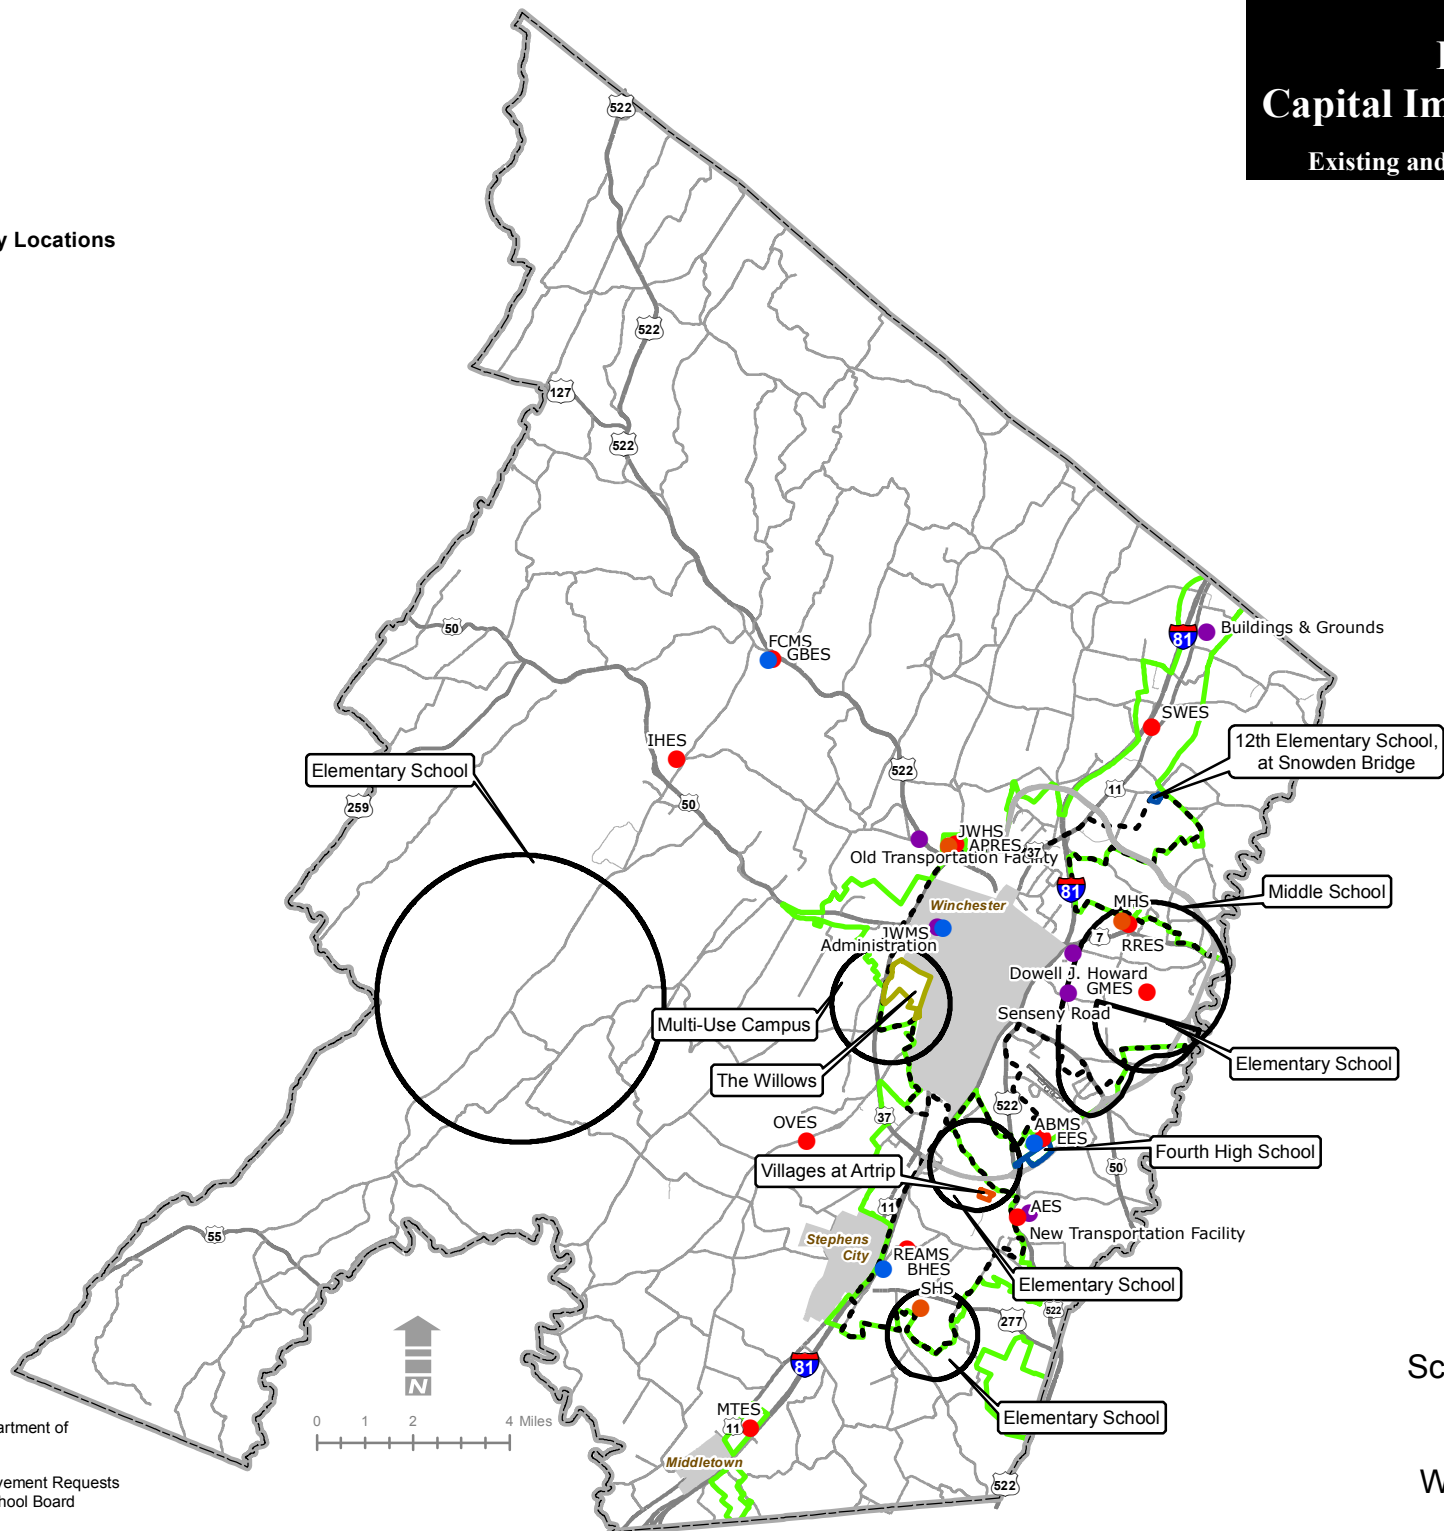 Capital Im
Existing and
y Locations
522
522
127
522
50
81
Buildings & Grounds
FCMS
GBES
SWES
IHES
12th Elementary School,
at Snowden Bridge
Elementary School
522
11
259
50
JWHS
APRES
37
Old Transportation Facility
81
Middle School
Winchester
MHS
JWMS
Administration
7
RRES
Dowell J. Howard
GMES
Senseny Road
Multi-Use Campus
Elementary School
The Willows
522
37
OVES
ABMS
EES
Fourth High School
Villages at Artrip
50
11
AES
New Transportation Facility
55
Stephens
City
REAMS
BHES
Elementary School
SHS
522
277
81
N
Sc
0 1 2 4 Miles
MTES
11
Elementary School
artment of
Middletown
vement Requests
hool Board
522
W